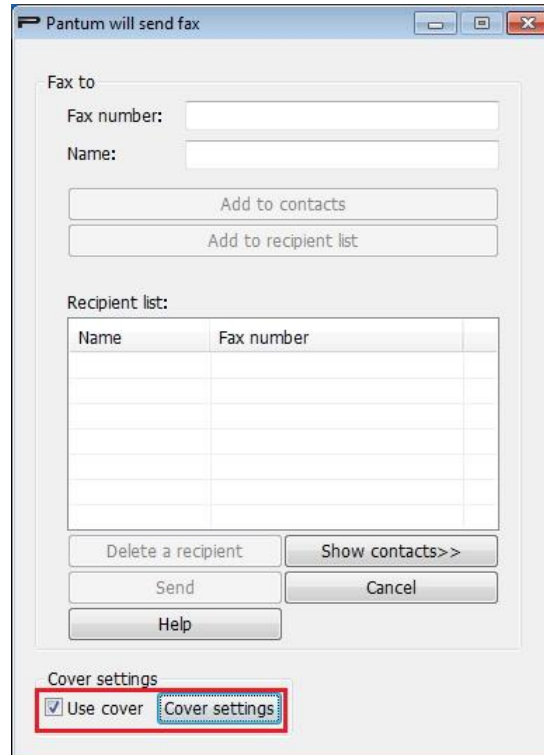 Pantum will send fax
Fax to
Fax number:
Name:
Add to contacts
Add to recipient list
Recipient list:
Name Fax number
Delete a recipient Show contacts>>
Send Cancel
Help
Cover settings
Use cover Cover settings